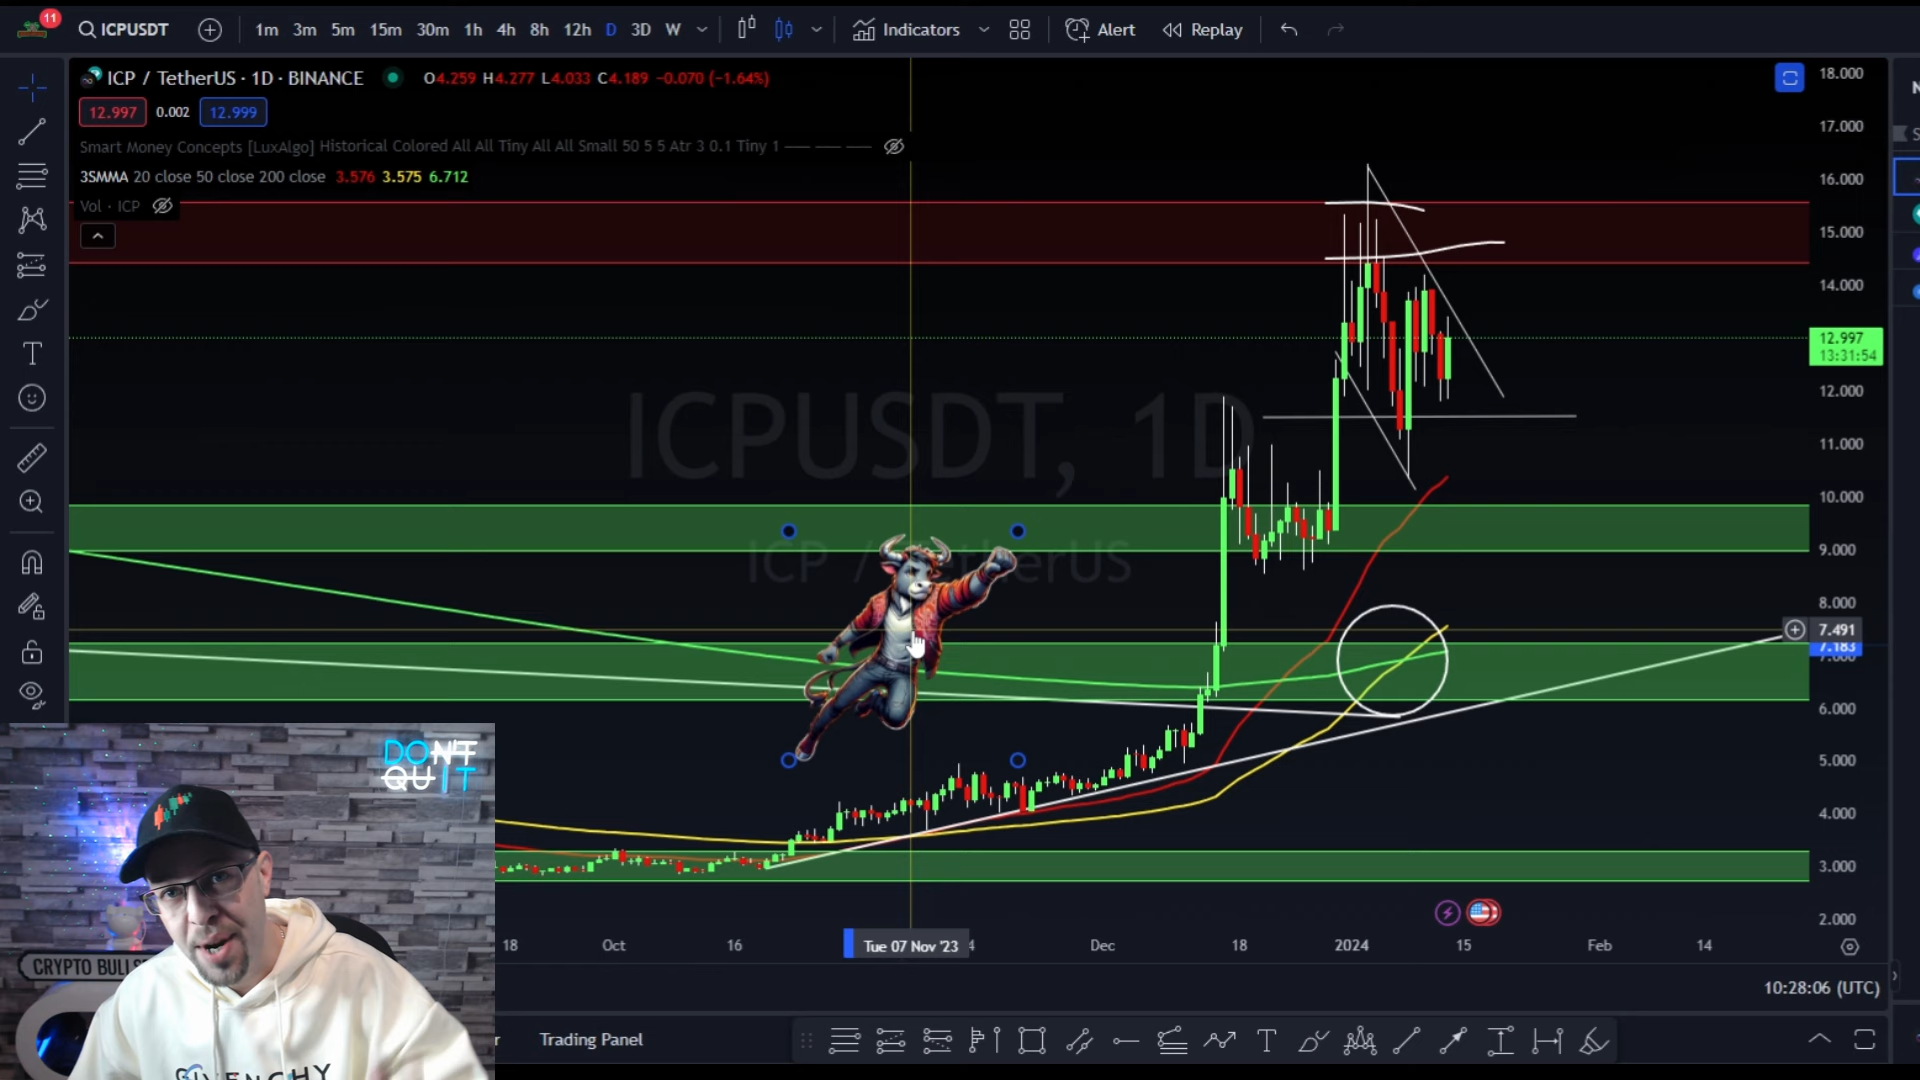 11
ICPUSDT
1m 3m 5m 15m 30m 1h 4h 8h 12h D 3D W
Indicators
Alert
Replay
ICP / TetherUS · 1D · BINANCE
O4.259 H4.277 L4.033 C4.189 −0.070 (−1.64%)
12.997 0.002 12.999
Smart Money Concepts [LuxAlgo] Historical Colored All All Tiny All All Small 50 5 5 Atr 3 0.1 Tiny 1
3SMMA 20 close 50 close 200 close 3.576 3.575 6.712
Vol · ICP
ICPUSDT, 1D
ICP / TetherUS
18.000
17.000
16.000
15.000
14.000
12.997
13:31:54
12.000
11.000
10.000
9.000
8.000
7.491
7.183
7.000
6.000
5.000
4.000
3.000
2.000
18 Oct 16 Tue 07 Nov '23 Dec 18 2024 15 Feb 14
10:28:06 (UTC)
Trading Panel
DON'T
QUIT
CRYPTO BULLS
GIVENCHY